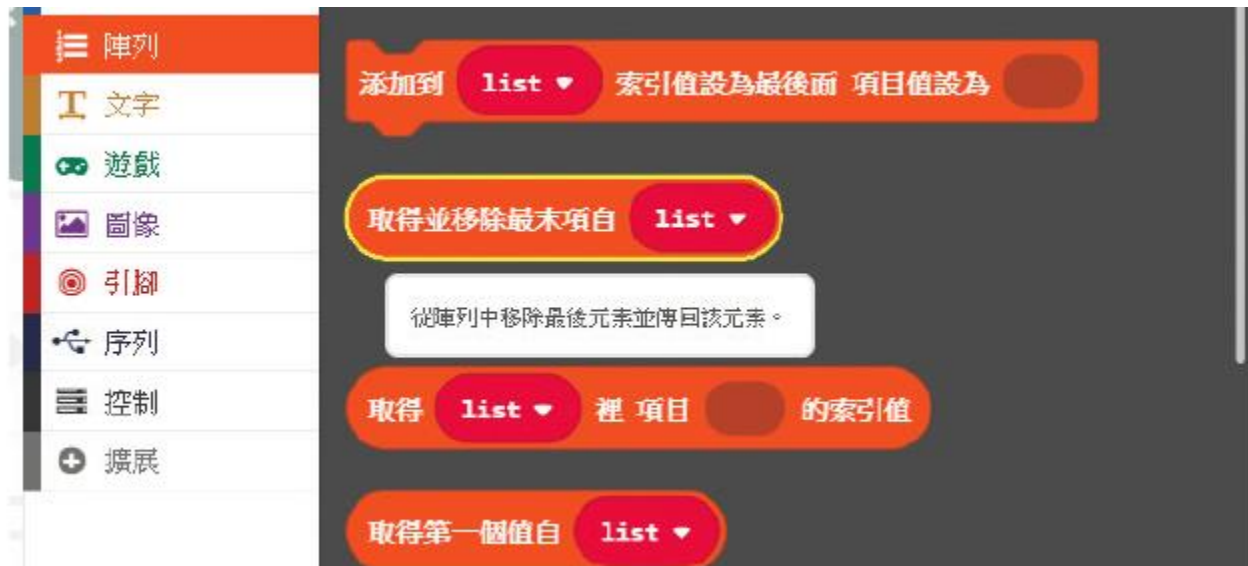 陣列
文字
遊戲
圖像
引腳
序列
控制
擴展
添加到 list 索引值設為最後面 項目值設為
取得並移除最末項自 list
從陣列中移除最後元素並傳回該元素。
取得 list 裡 項目 的索引值
取得第一個值自 list